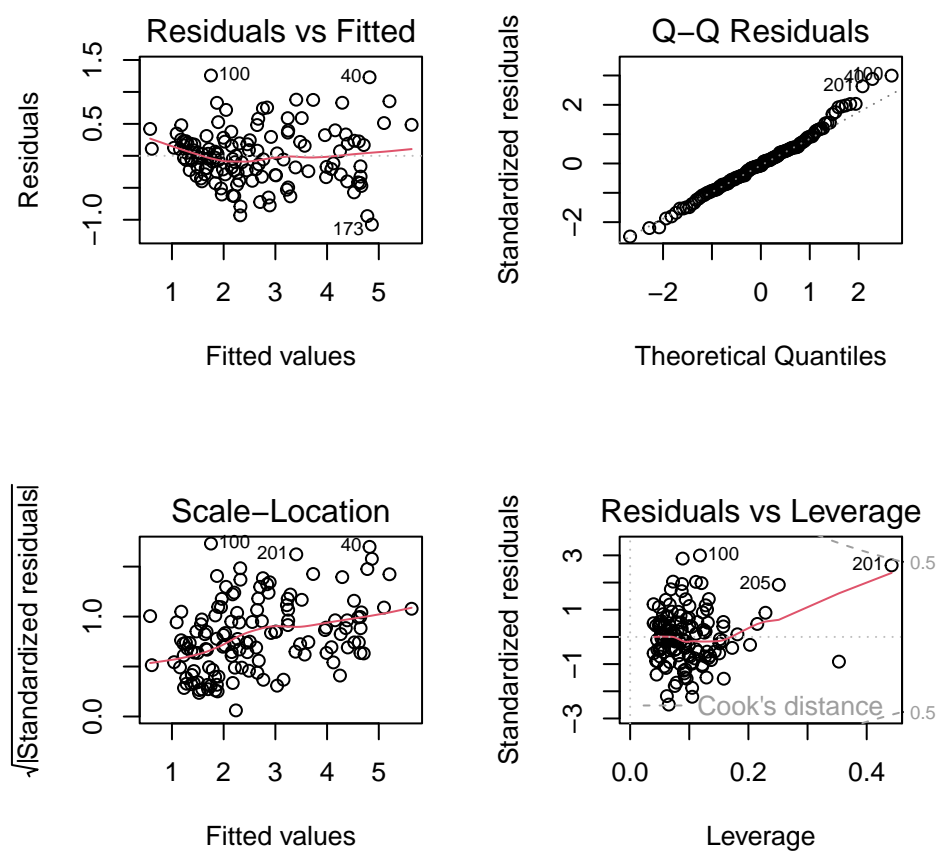 Residuals vs Fitted
Residuals
1.5
0.5
−1.0
100
40
173
1 2 3 4 5
Fitted values
Q−Q Residuals
Standardized residuals
2
0
−2
100
40
201
−2 0 1 2
Theoretical Quantiles
Scale−Location
√|Standardized residuals|
1.0
0.0
100
201
40
1 2 3 4 5
Fitted values
Residuals vs Leverage
Standardized residuals
3
1
−1
−3
100
205
201
0.5
0.5
Cook's distance
0.0 0.2 0.4
Leverage